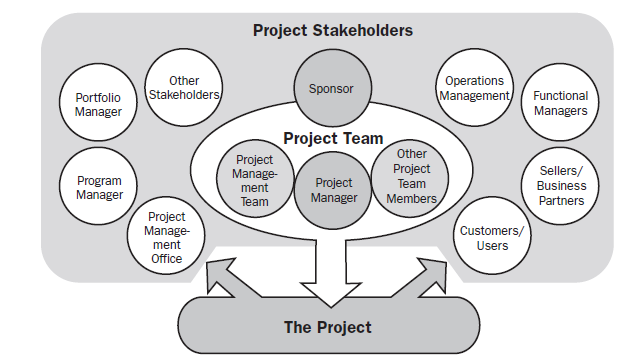 Project Stakeholders
Portfolio
Manager
Other
Stakeholders
Sponsor
Operations
Management
Functional
Managers
Project Team
Program
Manager
Project
Manage-
ment
Team
Project
Manager
Other
Project
Team
Members
Sellers/
Business
Partners
Project
Manage-
ment
Office
Customers/
Users
The Project